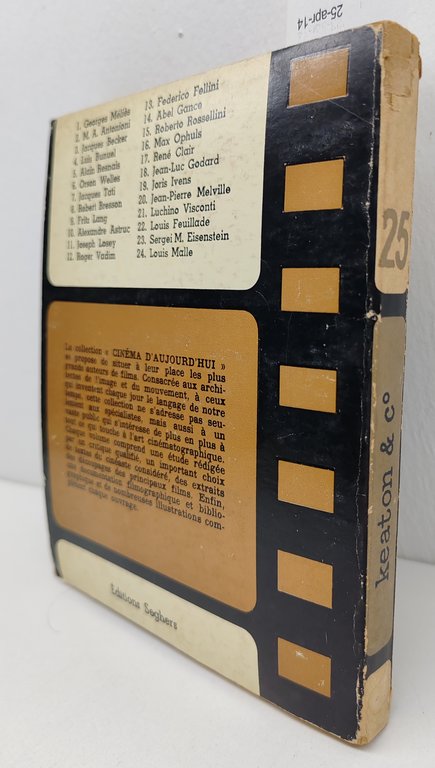 25-apr-14
1. Georges Méliès
2. M. A. Antonioni
3. Jacques Becker
4. Luis Bunuel
5. Alain Resnais
6. Orson Welles
7. Jacques Tati
8. Robert Bresson
9. Fritz Lang
10. Alexandre Astruc
11. Joseph Losey
12. Roger Vadim
13. Federico Fellini
14. Abel Gance
15. Roberto Rossellini
16. Max Ophuls
17. René Clair
18. Jean-Luc Godard
19. Joris Ivens
20. Jean-Pierre Melville
21. Luchino Visconti
22. Louis Feuillade
23. Sergei M. Eisenstein
24. Louis Malle
La collection « CINÉMA D'AUJOURD'HUI »
se propose de situer à leur place les plus
grands auteurs de films. Consacrée aux archi-
tectes de l'image et du mouvement, à ceux
qui inventent chaque jour le langage de notre
temps, cette collection ne s'adresse pas seu-
lement aux spécialistes, mais aussi à un
vaste public qui s'intéresse de plus en plus à
tout ce qui touche à l'art cinématographique.
Chaque volume comprend une étude rédigée
par un critique qualifié, un important choix
de textes du cinéaste considéré, des extraits
de découpages des principaux films. Enfin,
une documentation filmographique et biblio-
graphique et de nombreuses illustrations com-
plètent chaque ouvrage.
Editions Seghers
25
keaton & c°